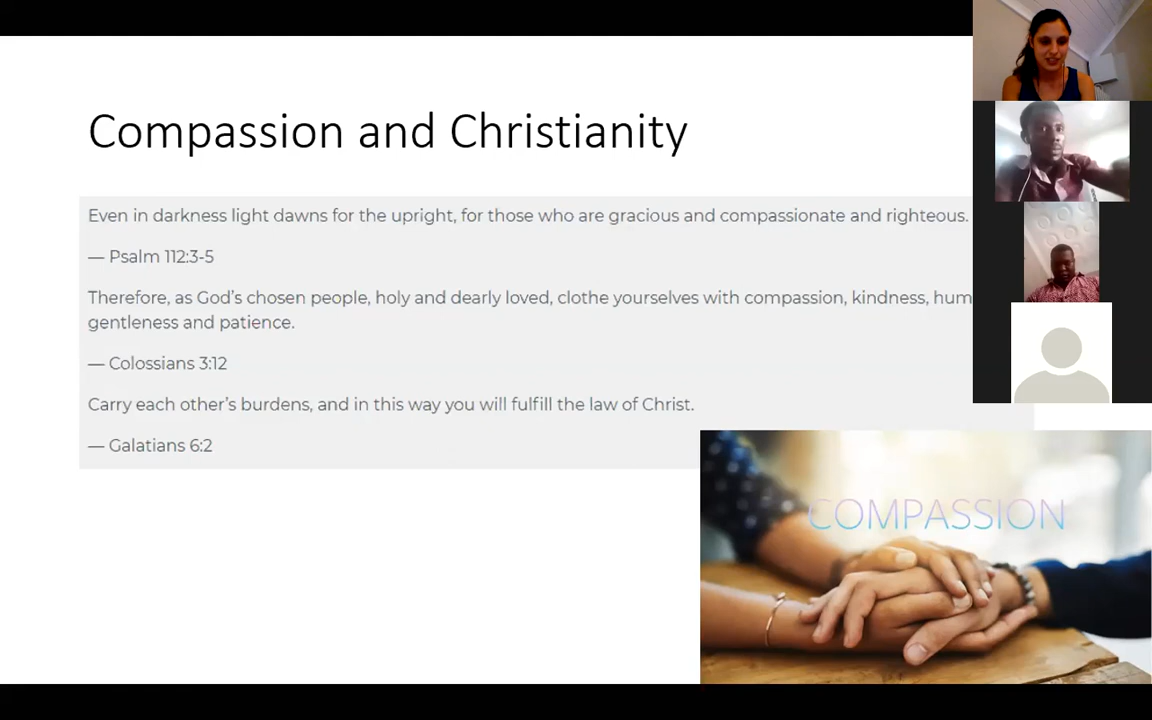 Compassion and Christianity
Even in darkness light dawns for the upright, for those who are gracious and compassionate and righteous.
— Psalm 112:3-5
Therefore, as God's chosen people, holy and dearly loved, clothe yourselves with compassion, kindness, hum
gentleness and patience.
— Colossians 3:12
Carry each other's burdens, and in this way you will fulfill the law of Christ.
— Galatians 6:2
COMPASSION